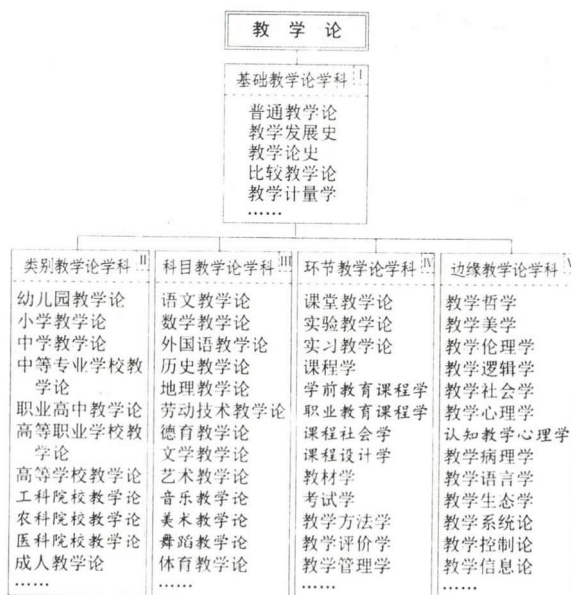 教 学 论
基础教学论学科 I
普通教学论
教学发展史
教学论史
比较教学论
教学计量学
……
类别教学论学科 II
幼儿园教学论
小学教学论
中学教学论
中等专业学校教
学论
职业高中教学论
高等职业学校教
学论
高等学校教学论
工科院校教学论
农科院校教学论
医科院校教学论
成人教学论
……
科目教学论学科 III
语文教学论
数学教学论
外国语教学论
历史教学论
地理教学论
劳动技术教学论
德育教学论
文学教学论
艺术教学论
音乐教学论
美术教学论
舞蹈教学论
体育教学论
……
环节教学论学科 IV
课堂教学论
实验教学论
实习教学论
课程学
学前教育课程学
职业教育课程学
课程社会学
课程设计学
教材学
考试学
教学方法学
教学评价学
教学管理学
……
边缘教学论学科 V
教学哲学
教学美学
教学伦理学
教学逻辑学
教学社会学
教学心理学
认知教学心理学
教学病理学
教学语言学
教学生态学
教学系统论
教学控制论
教学信息论
……